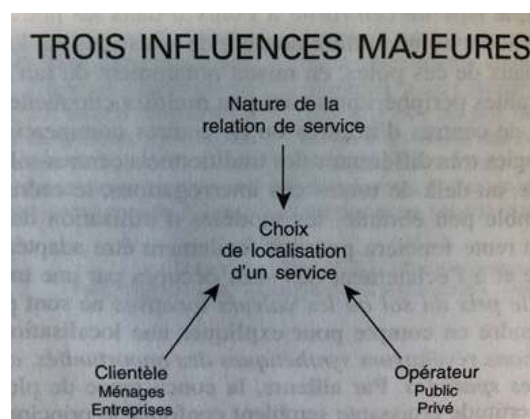 TROIS INFLUENCES MAJEURES
Nature de la
relation de service
Choix
de localisation
d'un service
Clientèle
Ménages
Entreprises
Opérateur
Public
Privé